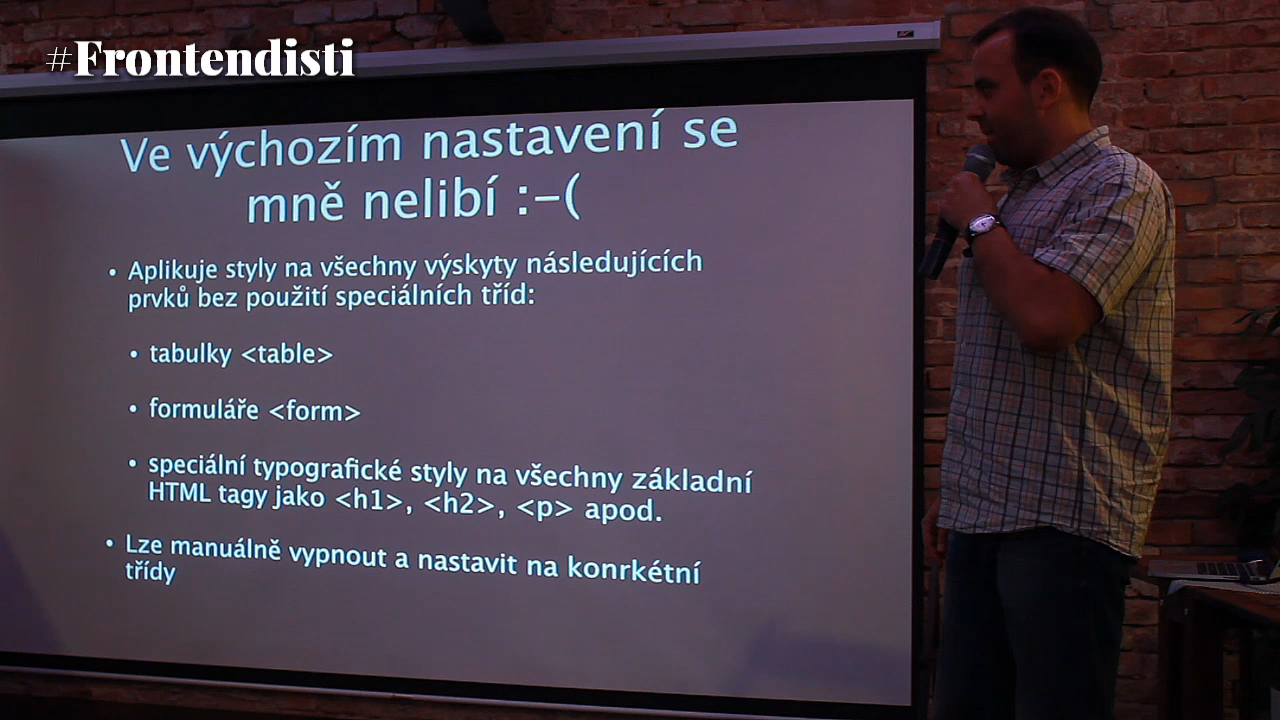 #Frontendisti
Ve výchozím nastavení se
mně nelibí :-(
• Aplikuje styly na všechny výskyty následujících
prvků bez použití speciálních tříd:
• tabulky <table>
• formuláře <form>
• speciální typografické styly na všechny základní
HTML tagy jako <h1>, <h2>, <p> apod.
• Lze manuálně vypnout a nastavit na konrkétní
třídy